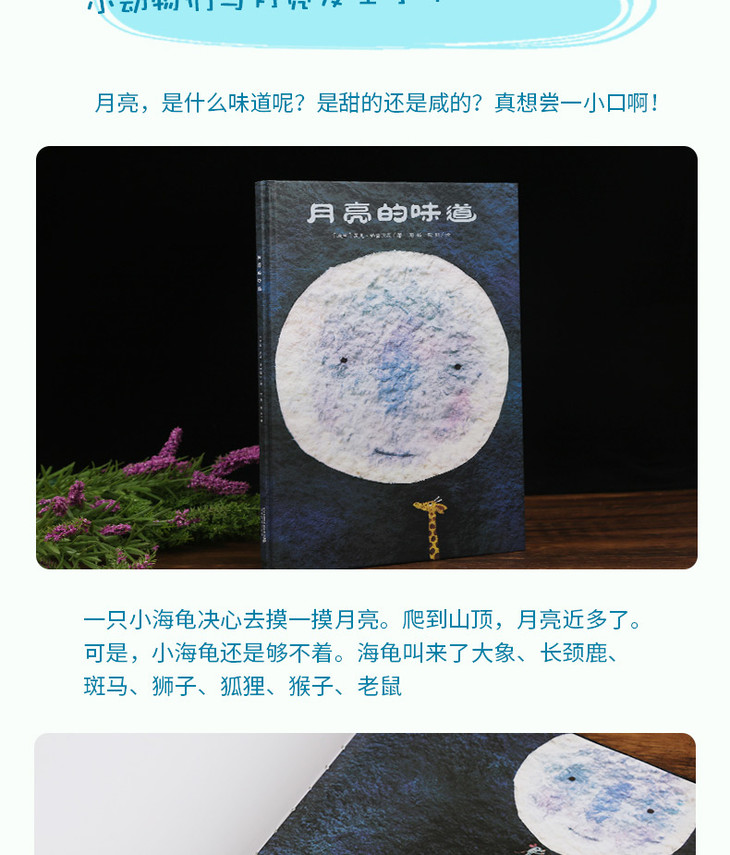 月亮，是什么味道呢？是甜的还是咸的？真想尝一小口啊！
月亮的味道
一只小海龟决心去摸一摸月亮。爬到山顶，月亮近多了。
可是，小海龟还是够不着。海龟叫来了大象、长颈鹿、
斑马、狮子、狐狸、猴子、老鼠